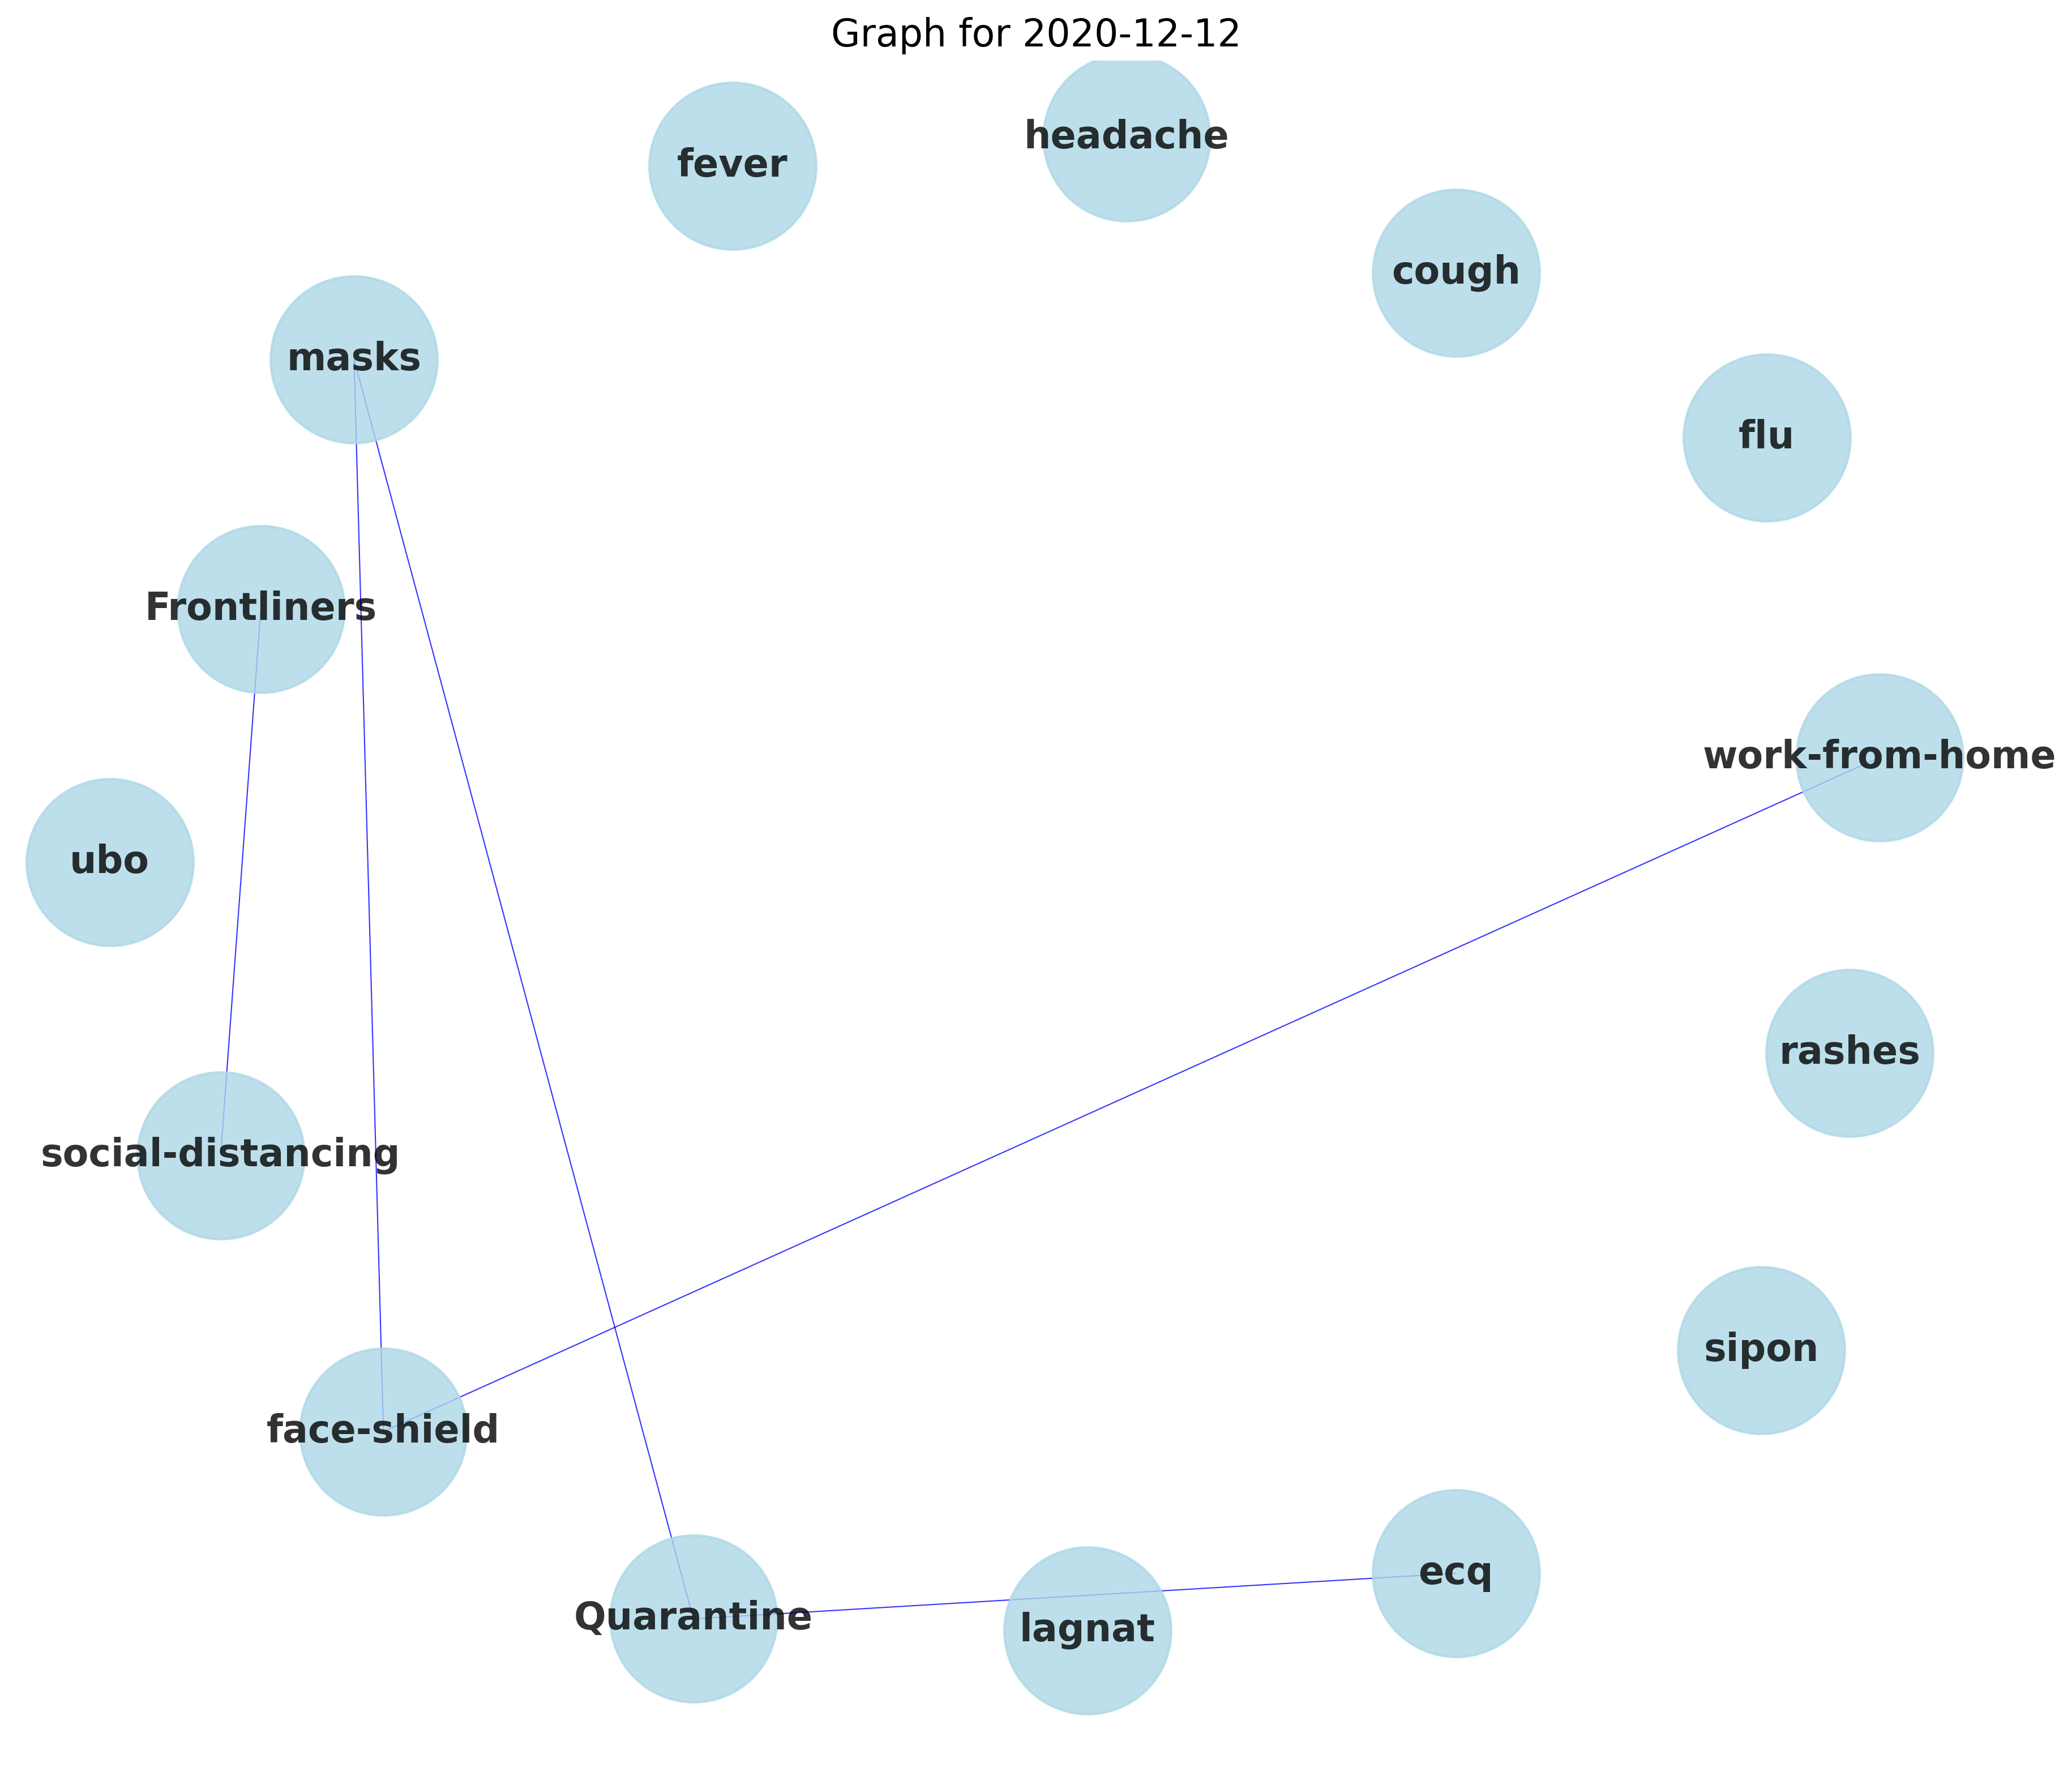 Graph for 2020-12-12
headache
fever
cough
masks
flu
Frontliners
work-from-home
ubo
rashes
social-distancing
sipon
face-shield
ecq
Quarantine
lagnat